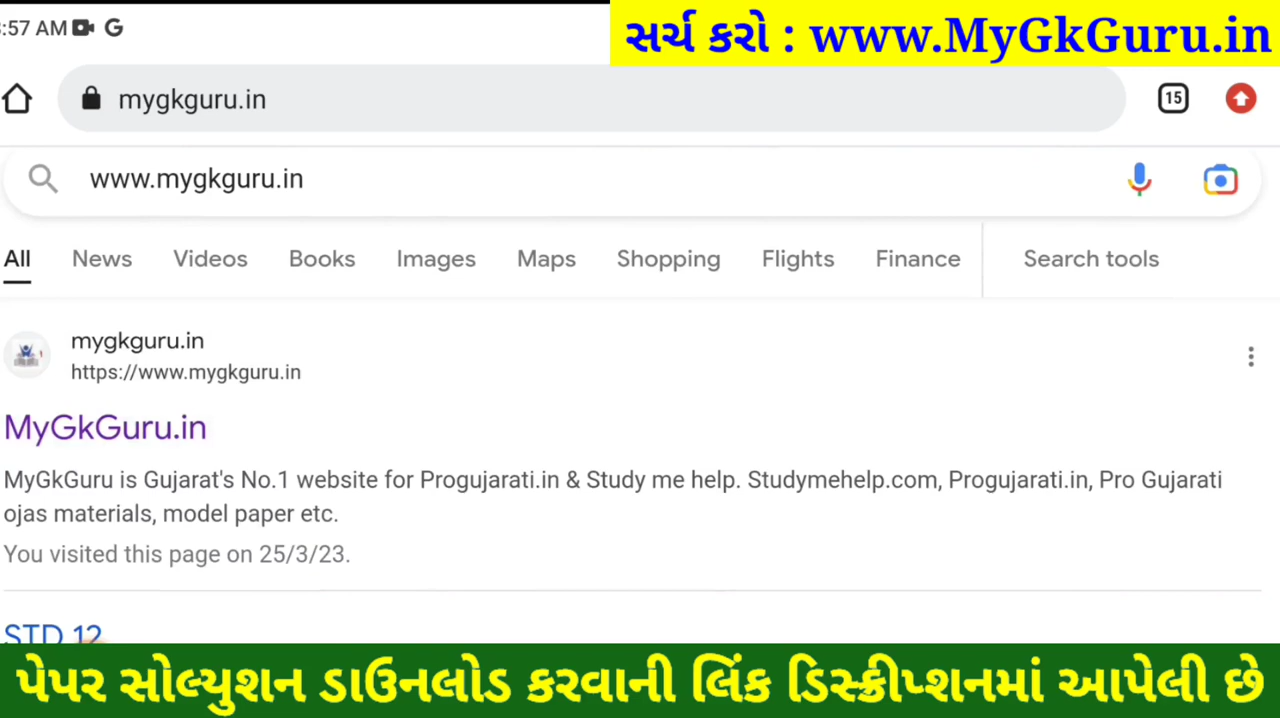 :57 AM
સર્ચ કરો : www.MyGkGuru.in
mygkguru.in
15
www.mygkguru.in
All News Videos Books Images Maps Shopping Flights Finance Search tools
mygkguru.in
https://www.mygkguru.in
MyGkGuru.in
MyGkGuru is Gujarat's No.1 website for Progujarati.in & Study me help. Studymehelp.com, Progujarati.in, Pro Gujarati
ojas materials, model paper etc.
You visited this page on 25/3/23.
STD 12
પેપર સોલ્યુશન ડાઉનલોડ કરવાની લિંક ડિસ્ક્રીપ્શનમાં આપેલી છે